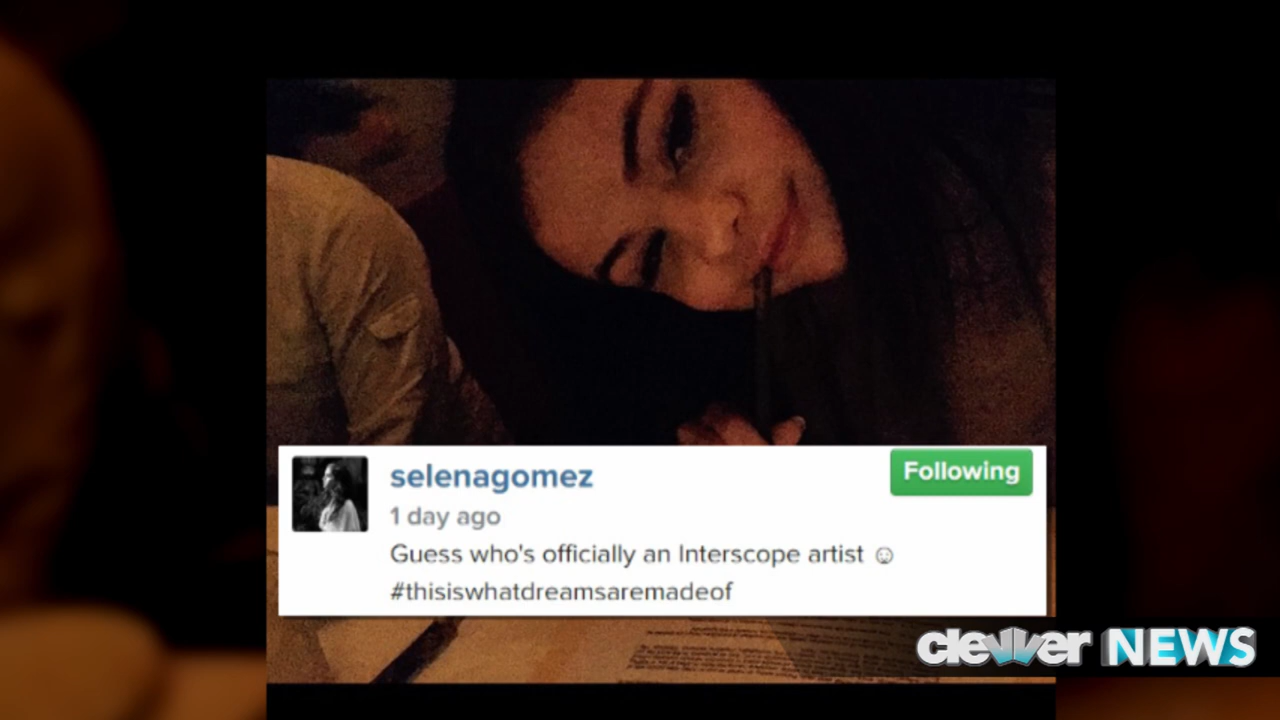 selenagomez
Following
1 day ago
Guess who's officially an Interscope artist ☺
#thisiswhatdreamsaremadeof
clevver NEWS